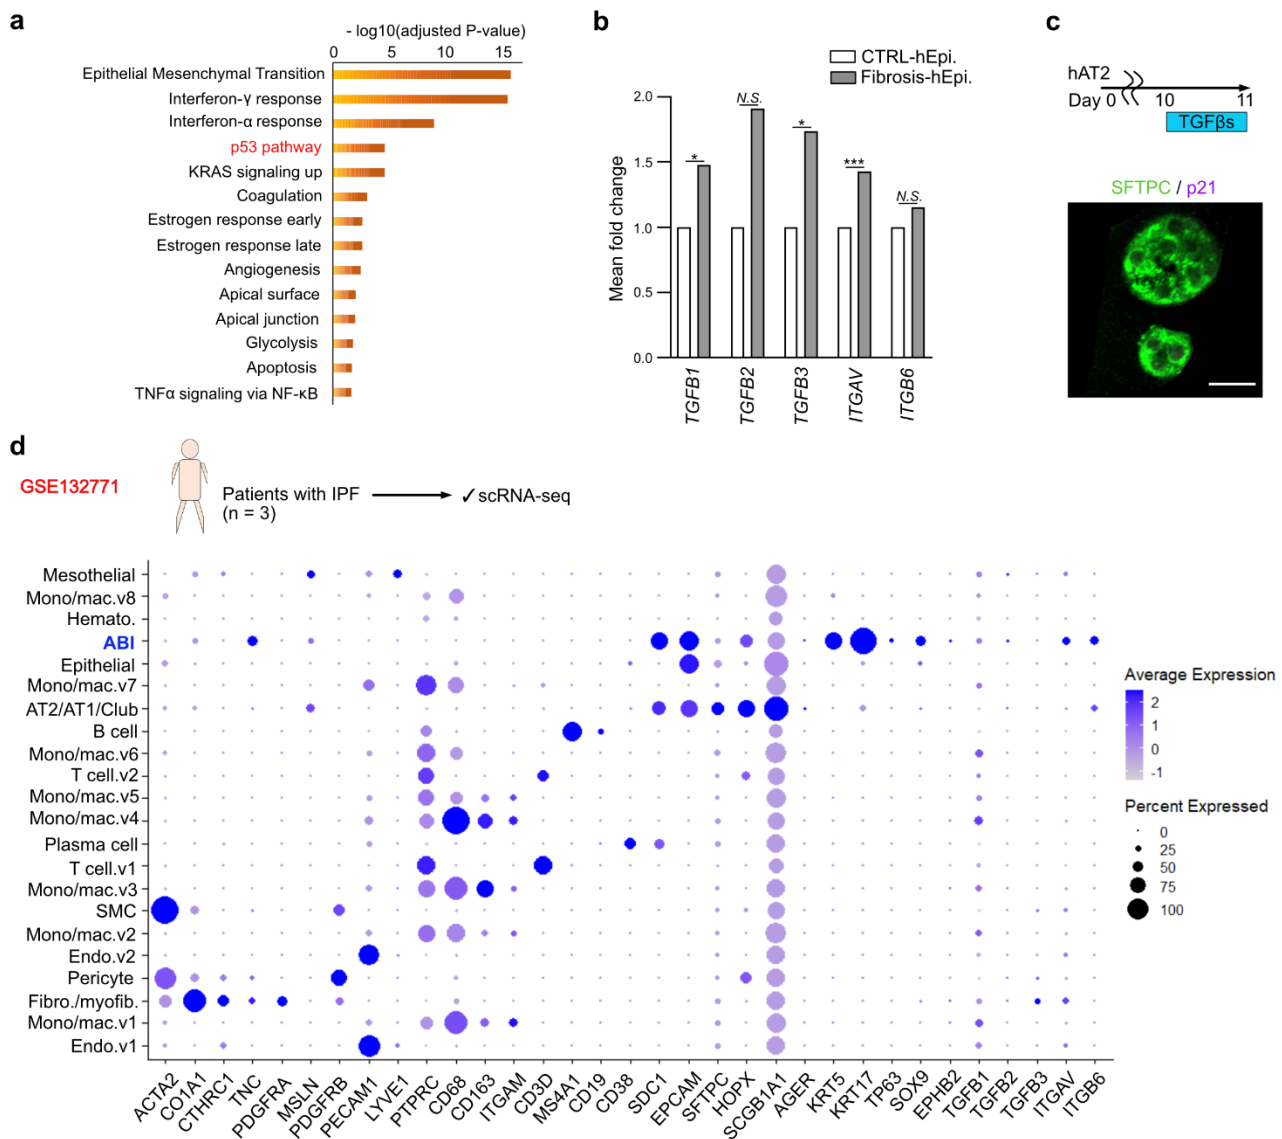 a
- log10(adjusted P-value)
0 5 10 15
Epithelial Mesenchymal Transition
Interferon-γ response
Interferon-α response
p53 pathway
KRAS signaling up
Coagulation
Estrogen response early
Estrogen response late
Angiogenesis
Apical surface
Apical junction
Glycolysis
Apoptosis
TNFα signaling via NF-κB
b
CTRL-hEpi.
Fibrosis-hEpi.
Mean fold change
2.0
1.5
1.0
0.5
0.0
*
N.S.
*
***
N.S.
TGFB1
TGFB2
TGFB3
ITGAV
ITGB6
c
hAT2
Day 0 10 11
TGFβs
SFTPC / p21
d
GSE132771
Patients with IPF
(n = 3)
✓scRNA-seq
Mesothelial
Mono/mac.v8
Hemato.
ABI
Epithelial
Mono/mac.v7
AT2/AT1/Club
B cell
Mono/mac.v6
T cell.v2
Mono/mac.v5
Mono/mac.v4
Plasma cell
T cell.v1
Mono/mac.v3
SMC
Mono/mac.v2
Endo.v2
Pericyte
Fibro./myofib.
Mono/mac.v1
Endo.v1
ACTA2
CO1A1
CTHRC1
TNC
PDGFRA
MSLN
PDGFRB
PECAM1
LYVE1
PTPRC
CD68
CD163
ITGAM
CD3D
MS4A1
CD19
CD38
SDC1
EPCAM
SFTPC
HOPX
SCGB1A1
AGER
KRT5
KRT17
TP63
SOX9
EPHB2
TGFB1
TGFB2
TGFB3
ITGAV
ITGB6
Average Expression
2
1
0
-1
Percent Expressed
0
25
50
75
100